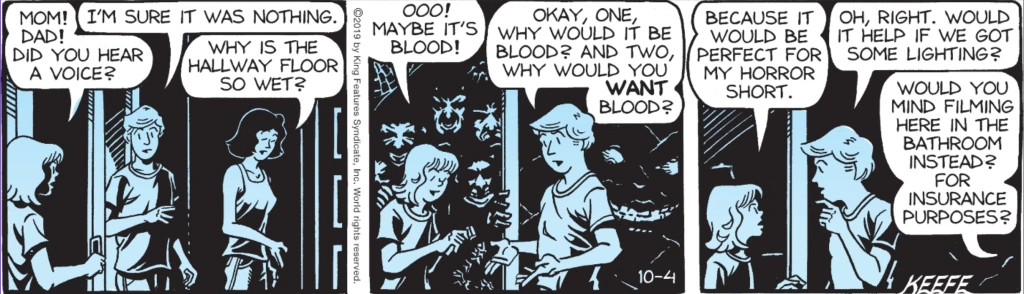 MOM!
DAD!
DID YOU HEAR
A VOICE?
I'M SURE IT WAS NOTHING.
WHY IS THE
HALLWAY FLOOR
SO WET?
©2019 by King Features Syndicate, Inc. World rights reserved.
OOO!
MAYBE IT'S
BLOOD!
OKAY, ONE,
WHY WOULD IT BE
BLOOD? AND TWO,
WHY WOULD YOU
WANT
BLOOD?
10-4
BECAUSE IT
WOULD BE
PERFECT FOR
MY HORROR
SHORT.
OH, RIGHT. WOULD
IT HELP IF WE GOT
SOME LIGHTING?
WOULD YOU
MIND FILMING
HERE IN THE
BATHROOM
INSTEAD?
FOR
INSURANCE
PURPOSES?
KEEFE